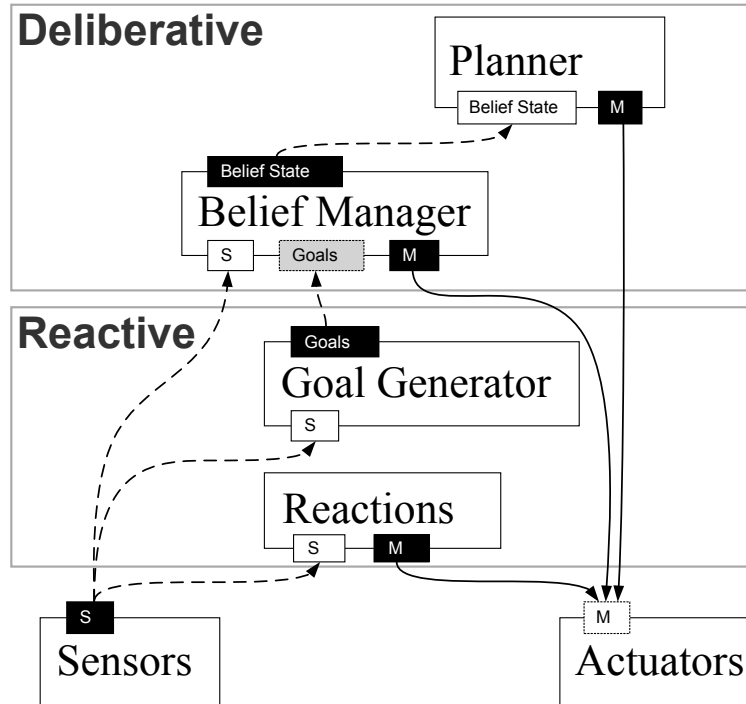 Deliberative
Planner
Belief State
M
Belief State
Belief Manager
S
Goals
M
Reactive
Goals
Goal Generator
S
Reactions
S
M
S
M
Sensors
Actuators